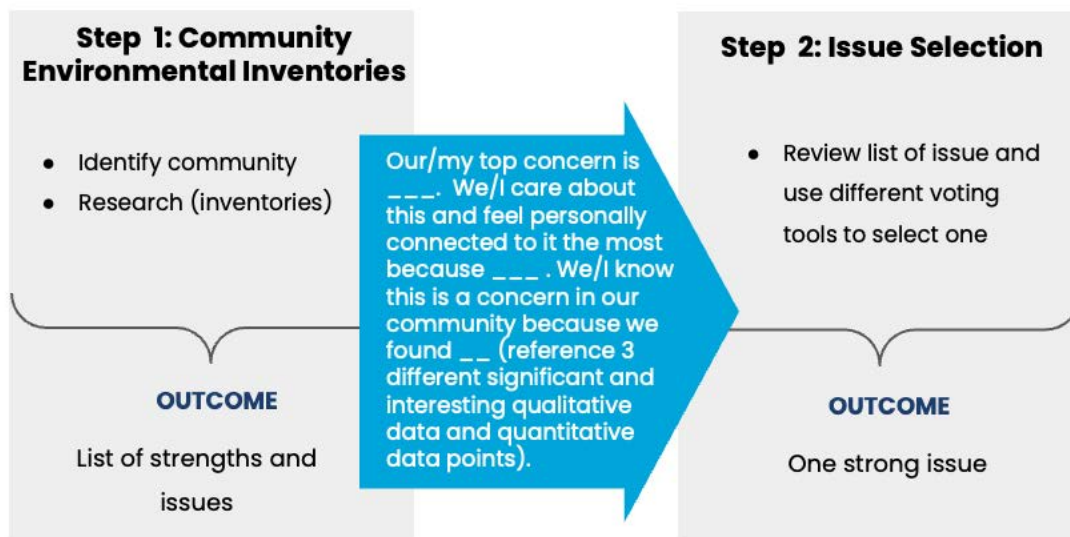 Step 1: Community
Environmental Inventories
● Identify community
● Research (inventories)
OUTCOME
List of strengths and
issues
Our/my top concern is
___. We/I care about
this and feel personally
connected to it the most
because ___ . We/I know
this is a concern in our
community because we
found __ (reference 3
different significant and
interesting qualitative
data and quantitative
data points).
Step 2: Issue Selection
● Review list of issue and
use different voting
tools to select one
OUTCOME
One strong issue